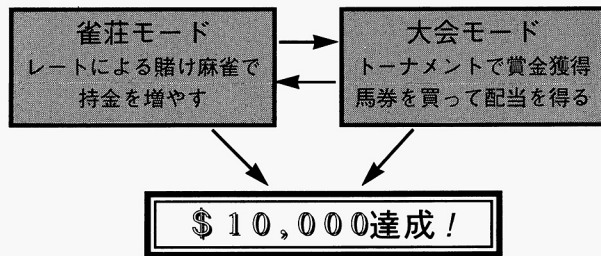 雀荘モード
レートによる賭け麻雀で
持金を増やす
大会モード
トーナメントで賞金獲得
馬券を買って配当を得る
＄10,000達成！